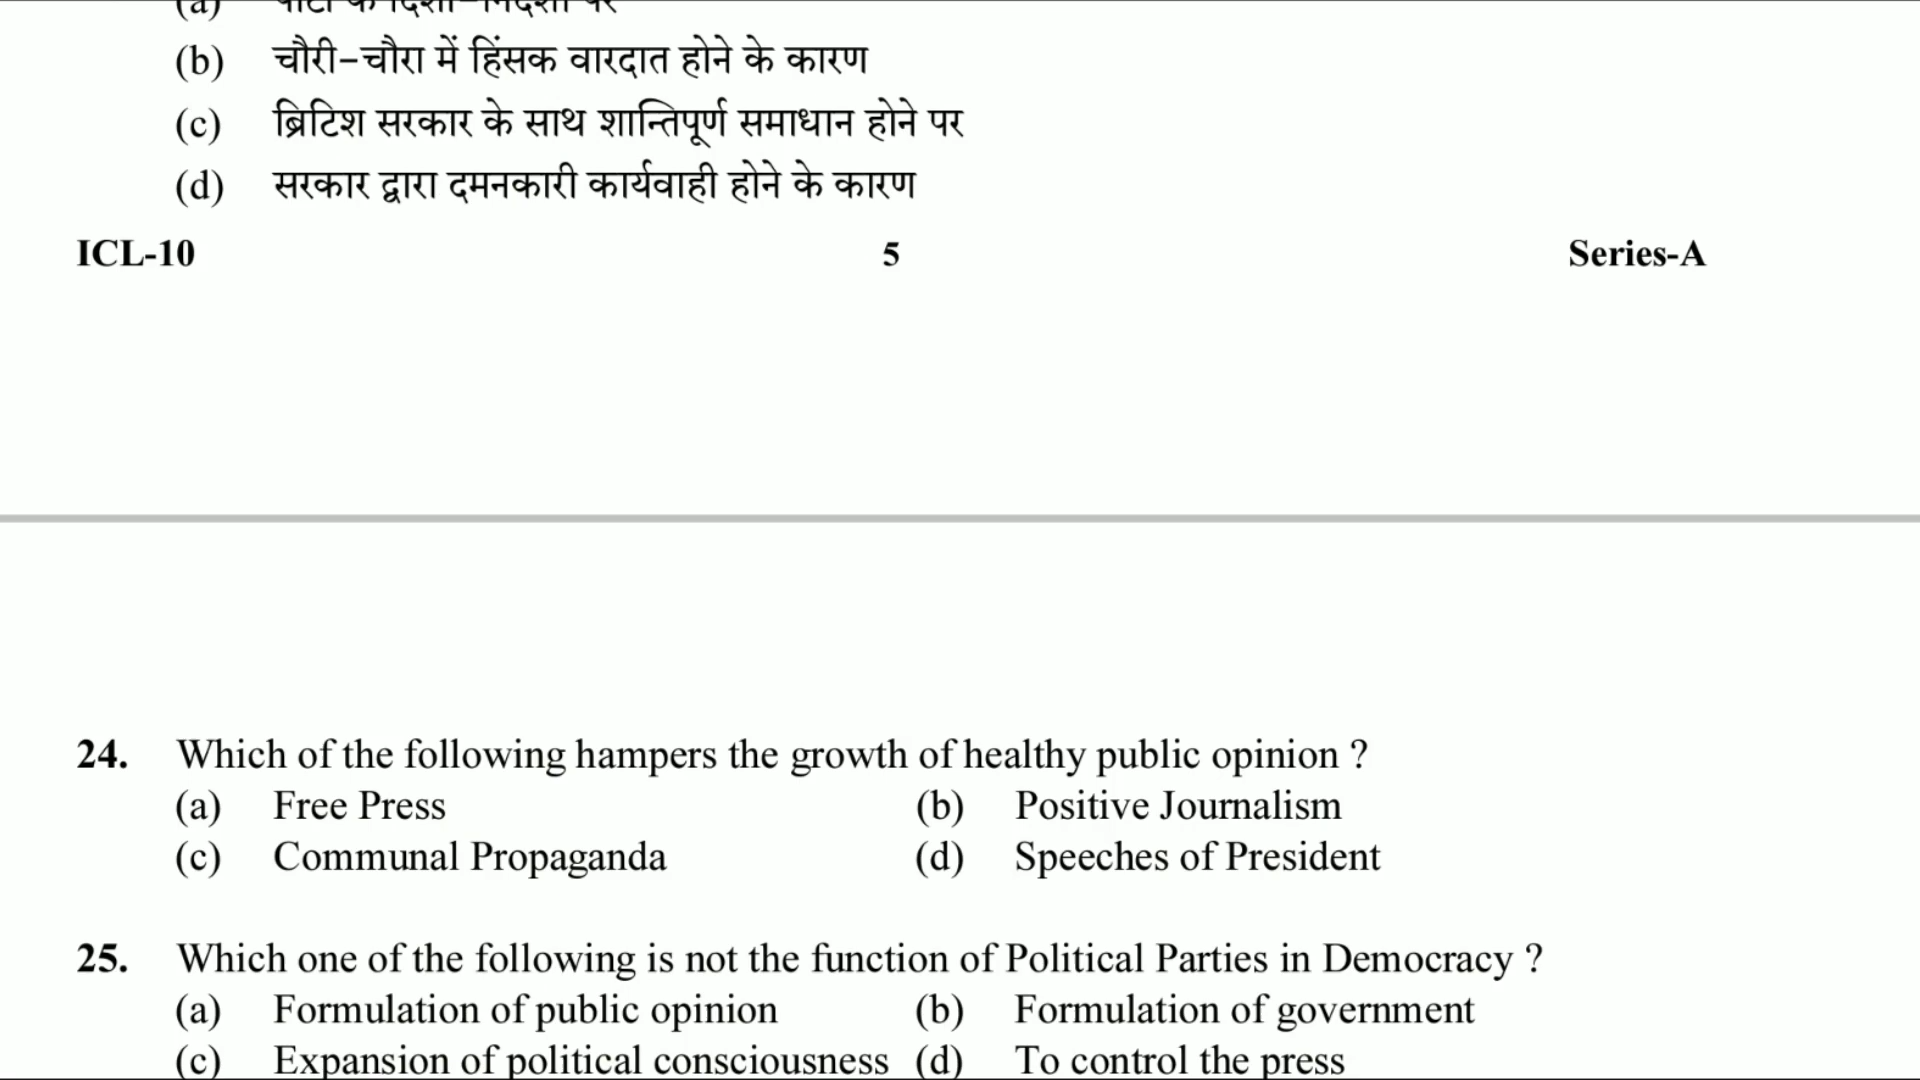 (b) चौरी-चौरा में हिंसक वारदात होने के कारण
(c) ब्रिटिश सरकार के साथ शान्तिपूर्ण समाधान होने पर
(d) सरकार द्वारा दमनकारी कार्यवाही होने के कारण
ICL-10 5 Series-A
24. Which of the following hampers the growth of healthy public opinion ?
(a) Free Press (b) Positive Journalism
(c) Communal Propaganda (d) Speeches of President
25. Which one of the following is not the function of Political Parties in Democracy ?
(a) Formulation of public opinion (b) Formulation of government
(c) Expansion of political consciousness (d) To control the press